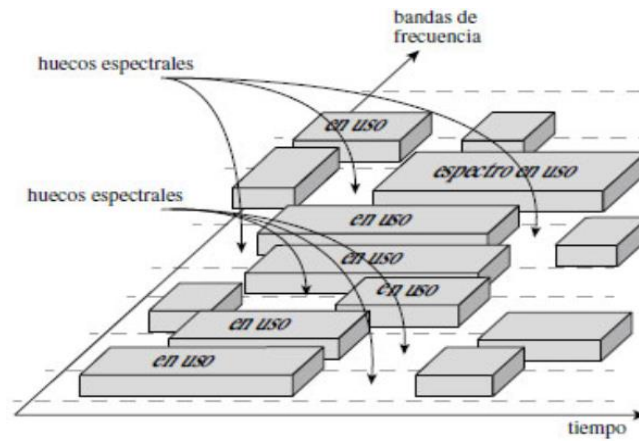 bandas de
frecuencia
huecos espectrales
en uso
espectro en uso
huecos espectrales
en uso
en uso
en uso
en uso
en uso
tiempo